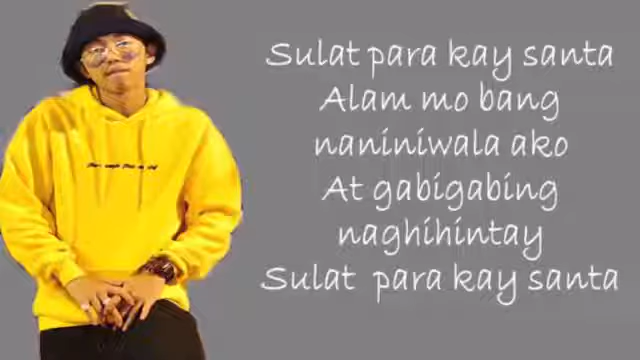 Sulat para kay santa
Alam mo bang
naniniwala ako
At gabigabing
naghihintay
Sulat para kay santa